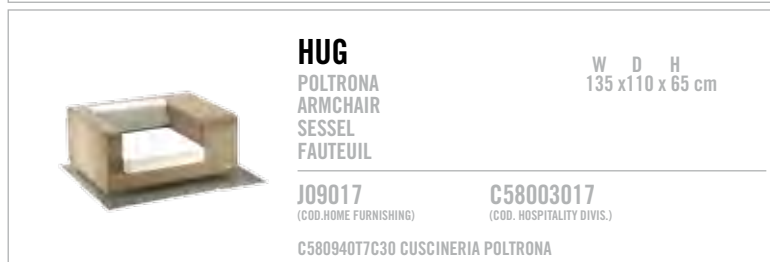 HUG
W D H
POLTRONA
135 x110 x 65 cm
ARMCHAIR
SESSEL
FAUTEUIL
J09017
C58003017
(COD.HOME FURNISHING)
(COD. HOSPITALITY DIVIS.)
C580940T7C30 CUSCINERIA POLTRONA